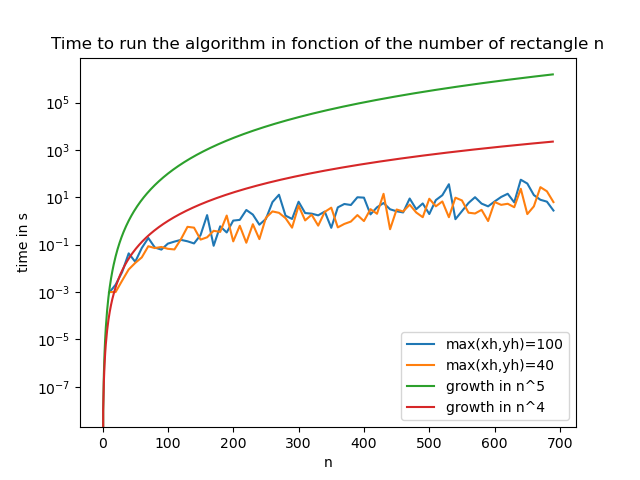 Time to run the algorithm in fonction of the number of rectangle n
10^5
10^3
10^1
10^−1
10^−3
10^−5
10^−7
time in s
max(xh,yh)=100
max(xh,yh)=40
growth in n^5
growth in n^4
0 100 200 300 400 500 600 700
n